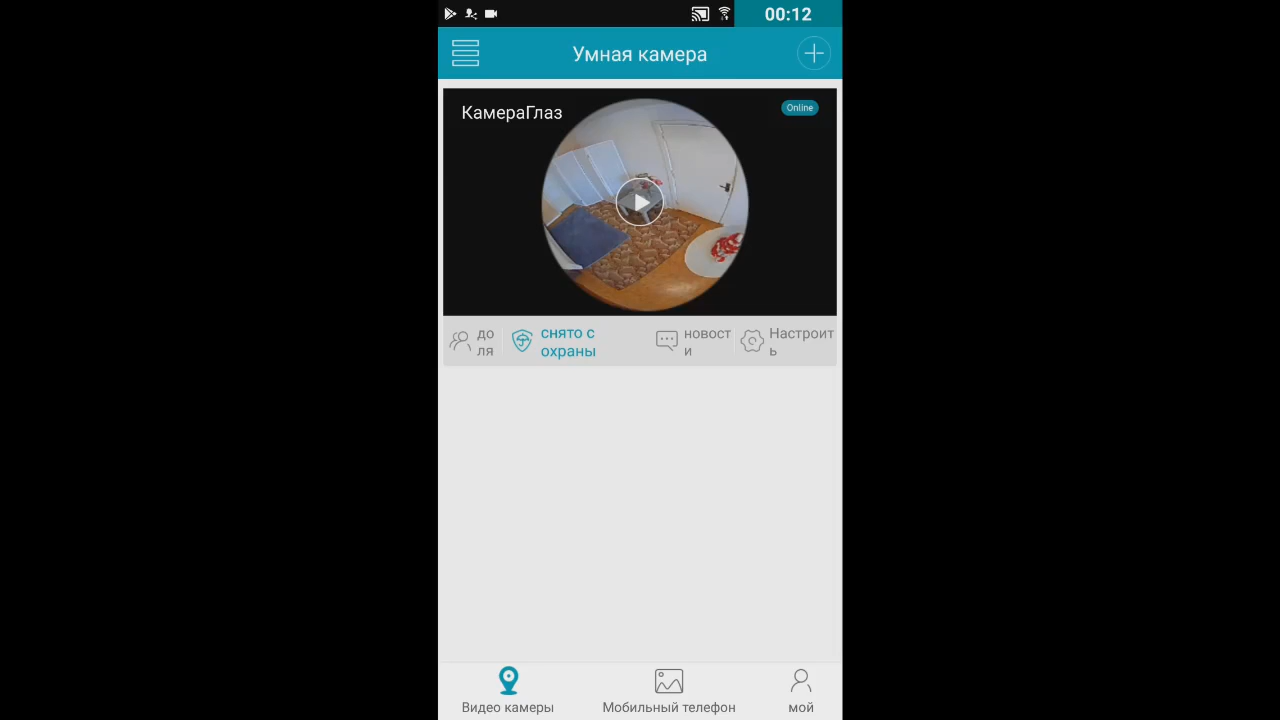 00:12
Умная камера
КамераГлаз
Online
до
ля
снято с
охраны
новост
и
Настроит
ь
Видео камеры
Мобильный телефон
мой